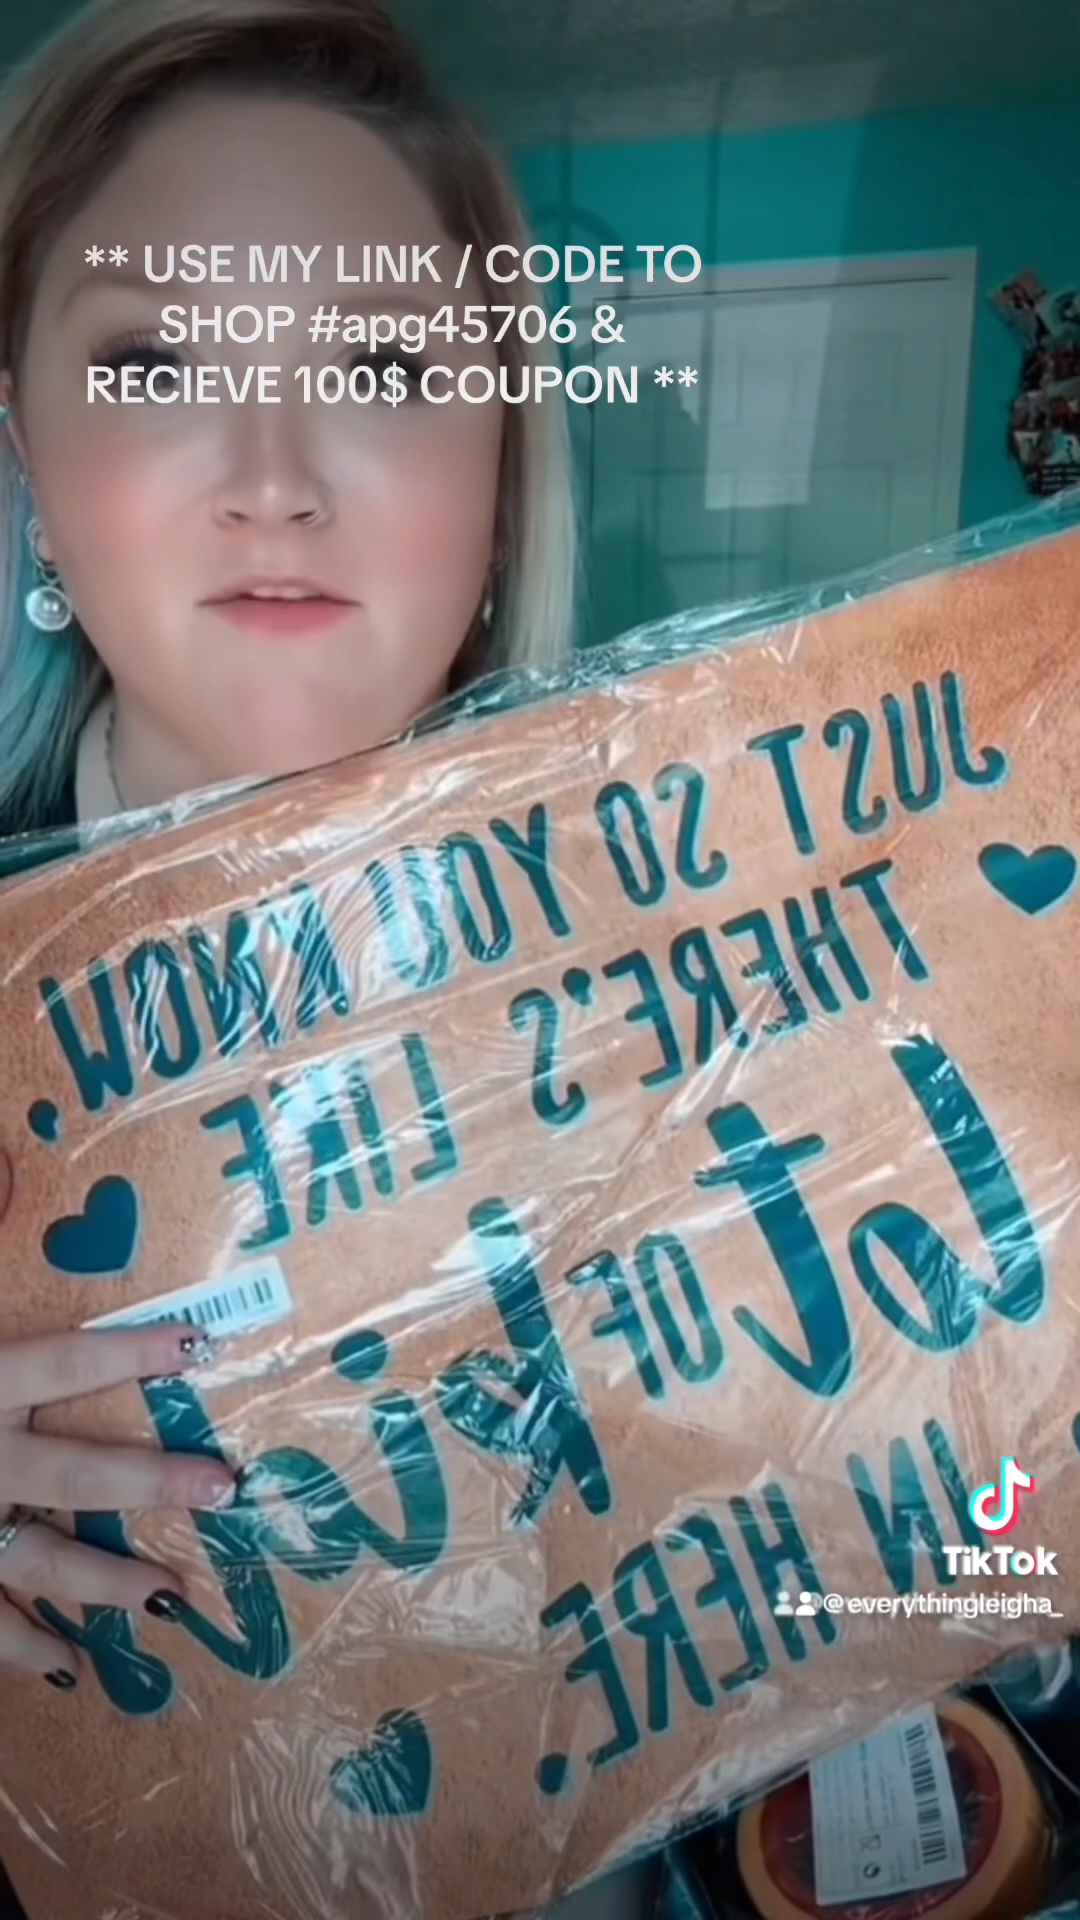 ** USE MY LINK / CODE TO
SHOP #apg45706 &
RECIEVE 100$ COUPON **
JUST SO YOU KNOW,
THERE'S LIKE
Lot OF kids
IN HERE.
TikTok
@everythingleigha_